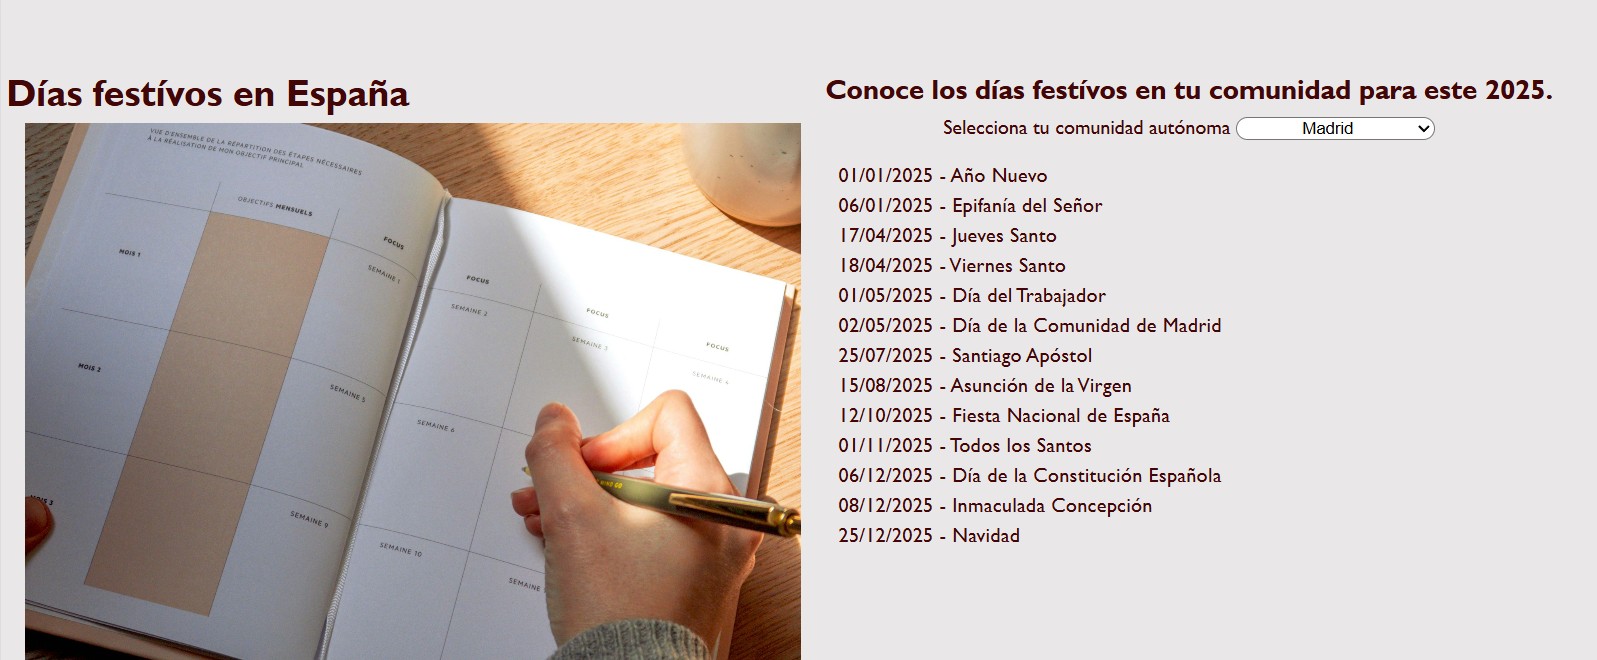 Días festívos en España
VUE D'ENSEMBLE DE LA RÉPARTITION DES ÉTAPES NÉCESSAIRES
À LA RÉALISATION DE MON OBJECTIF PRINCIPAL
OBJECTIFS MENSUELS
FOCUS
MOIS 1
SEMAINE 1
FOCUS
FOCUS
FOCUS
SEMAINE 2
SEMAINE 3
SEMAINE 4
MOIS 2
SEMAINE 5
SEMAINE 6
MOIS 3
SEMAINE 9
SEMAINE 10
SEMAINE
Conoce los días festívos en tu comunidad para este 2025.
Selecciona tu comunidad autónoma Madrid
01/01/2025 - Año Nuevo
06/01/2025 - Epifanía del Señor
17/04/2025 - Jueves Santo
18/04/2025 - Viernes Santo
01/05/2025 - Día del Trabajador
02/05/2025 - Día de la Comunidad de Madrid
25/07/2025 - Santiago Apóstol
15/08/2025 - Asunción de la Virgen
12/10/2025 - Fiesta Nacional de España
01/11/2025 - Todos los Santos
06/12/2025 - Día de la Constitución Española
08/12/2025 - Inmaculada Concepción
25/12/2025 - Navidad